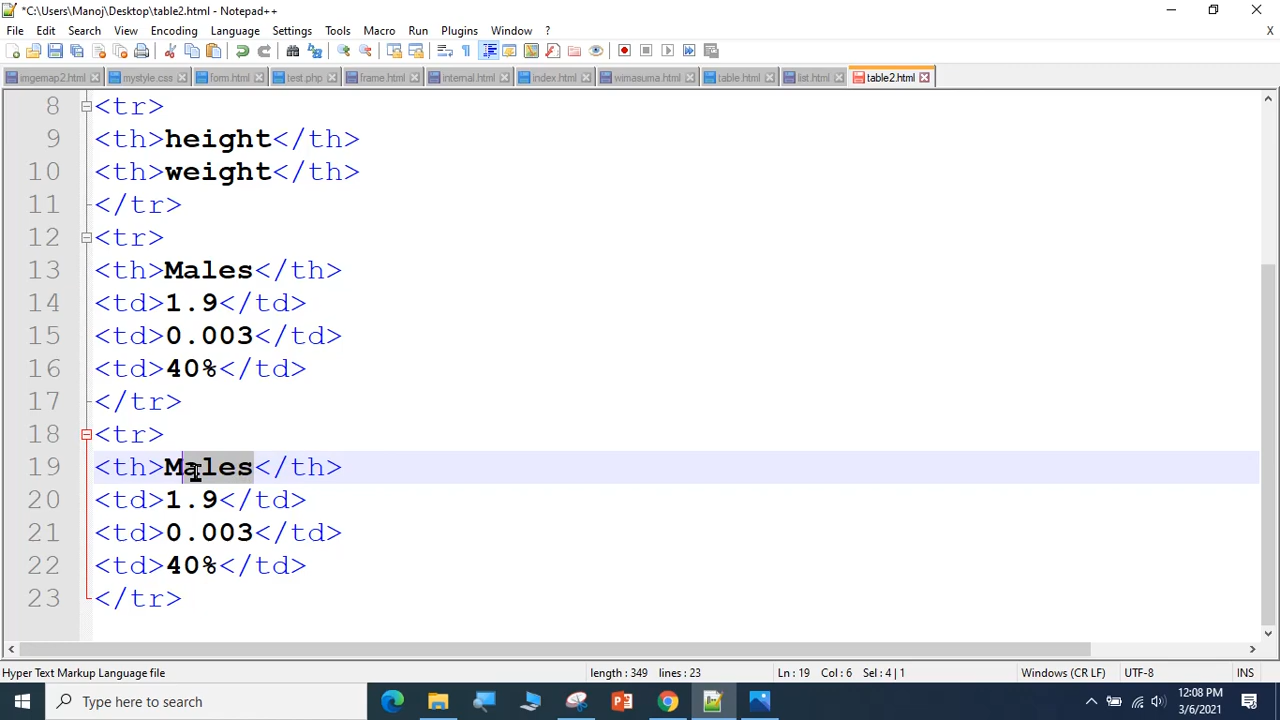 *C:\Users\Manoj\Desktop\table2.html - Notepad++
File Edit Search View Encoding Language Settings Tools Macro Run Plugins Window ? X
imgemap2.html mystyle.css form.html test.php frame.html internal.html index.html wimasuma.html table.html list.html table2.html
8 <tr>
9 <th>height</th>
10 <th>weight</th>
11 </tr>
12 <tr>
13 <th>Males</th>
14 <td>1.9</td>
15 <td>0.003</td>
16 <td>40%</td>
17 </tr>
18 <tr>
19 <th>Males</th>
20 <td>1.9</td>
21 <td>0.003</td>
22 <td>40%</td>
23 </tr>
Hyper Text Markup Language file length : 349 lines : 23 Ln : 19 Col : 6 Sel : 4 | 1 Windows (CR LF) UTF-8 INS
Type here to search
12:08 PM
3/6/2021